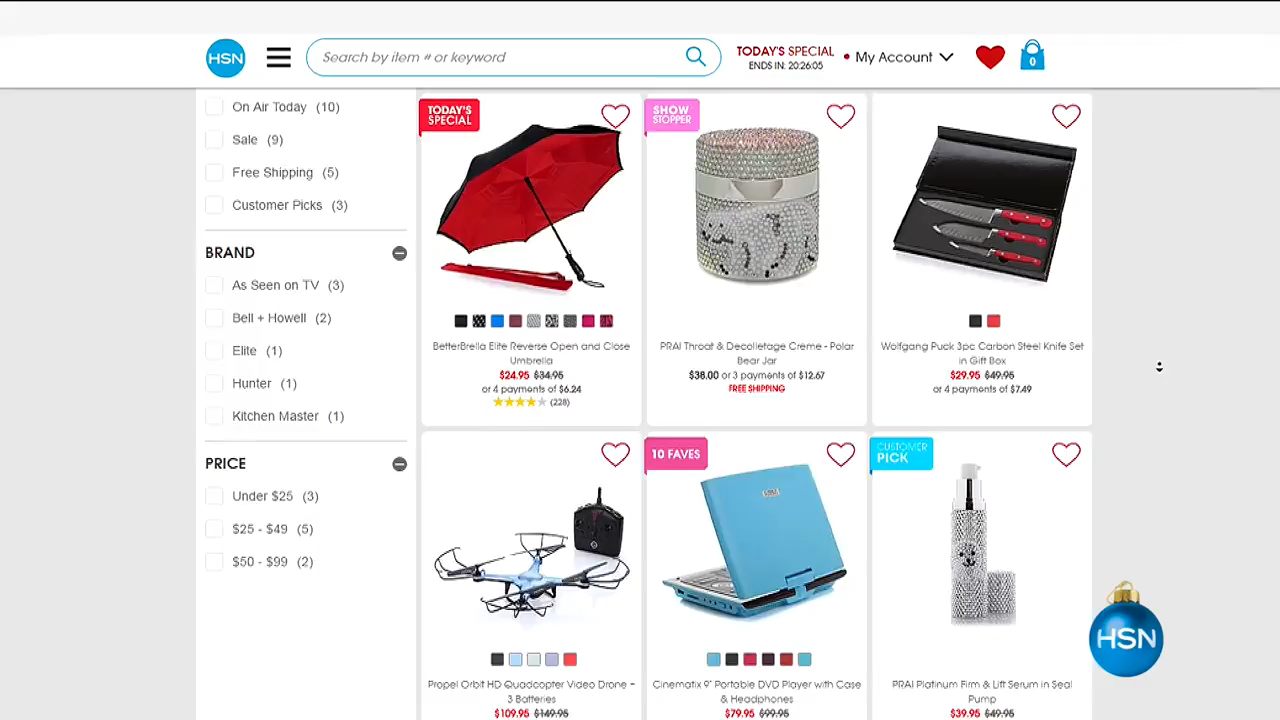 HSN
Search by item # or keyword
TODAY'S SPECIAL
ENDS IN: 20:26:05
My Account
0
On Air Today (10)
Sale (9)
Free Shipping (5)
Customer Picks (3)
BRAND
As Seen on TV (3)
Bell + Howell (2)
Elite (1)
Hunter (1)
Kitchen Master (1)
PRICE
Under $25 (3)
$25 - $49 (5)
$50 - $99 (2)
TODAY'S
SPECIAL
BetterBrella Elite Reverse Open and Close
Umbrella
$24.95 $34.95
or 4 payments of $6.24
(228)
SHOW
STOPPER
PRAI Throat & Decolletage Creme - Polar
Bear Jar
$38.00 or 3 payments of $12.67
FREE SHIPPING
Wolfgang Puck 3pc Carbon Steel Knife Set
in Gift Box
$29.95 $49.95
or 4 payments of $7.49
Propel Orbit HD Quadcopter Video Drone -
3 Batteries
$109.95 $149.95
10 FAVES
Cinematix 9" Portable DVD Player with Case
& Headphones
$79.95 $99.95
CUSTOMER
PICK
PRAI Platinum Firm & Lift Serum in Seal
Pump
$39.95 $49.95
HSN